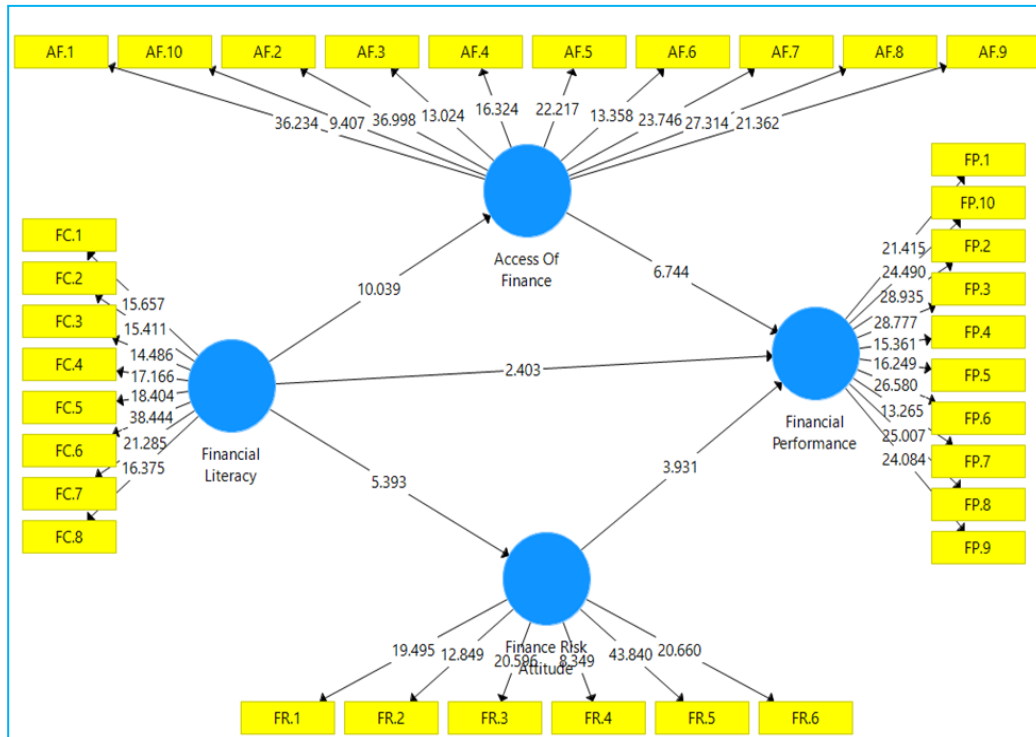 AF.1 AF.10 AF.2 AF.3 AF.4 AF.5 AF.6 AF.7 AF.8 AF.9
36.234 9.407 36.998 13.024 16.324 22.217 13.358 23.746 27.314 21.362
Access Of
Finance
FC.1
FC.2
FC.3
FC.4
FC.5
FC.6
FC.7
FC.8
15.657
15.411
14.486
17.166
18.404
38.444
21.285
16.375
Financial
Literacy
10.039
6.744
2.403
5.393
3.931
FP.1
FP.10
FP.2
FP.3
FP.4
FP.5
FP.6
FP.7
FP.8
FP.9
21.415
24.490
28.935
28.777
15.361
16.249
26.580
13.265
25.007
24.084
Financial
Performance
Finance Risk
Attitude
19.495 12.849 20.596 8.349 43.840 20.660
FR.1 FR.2 FR.3 FR.4 FR.5 FR.6